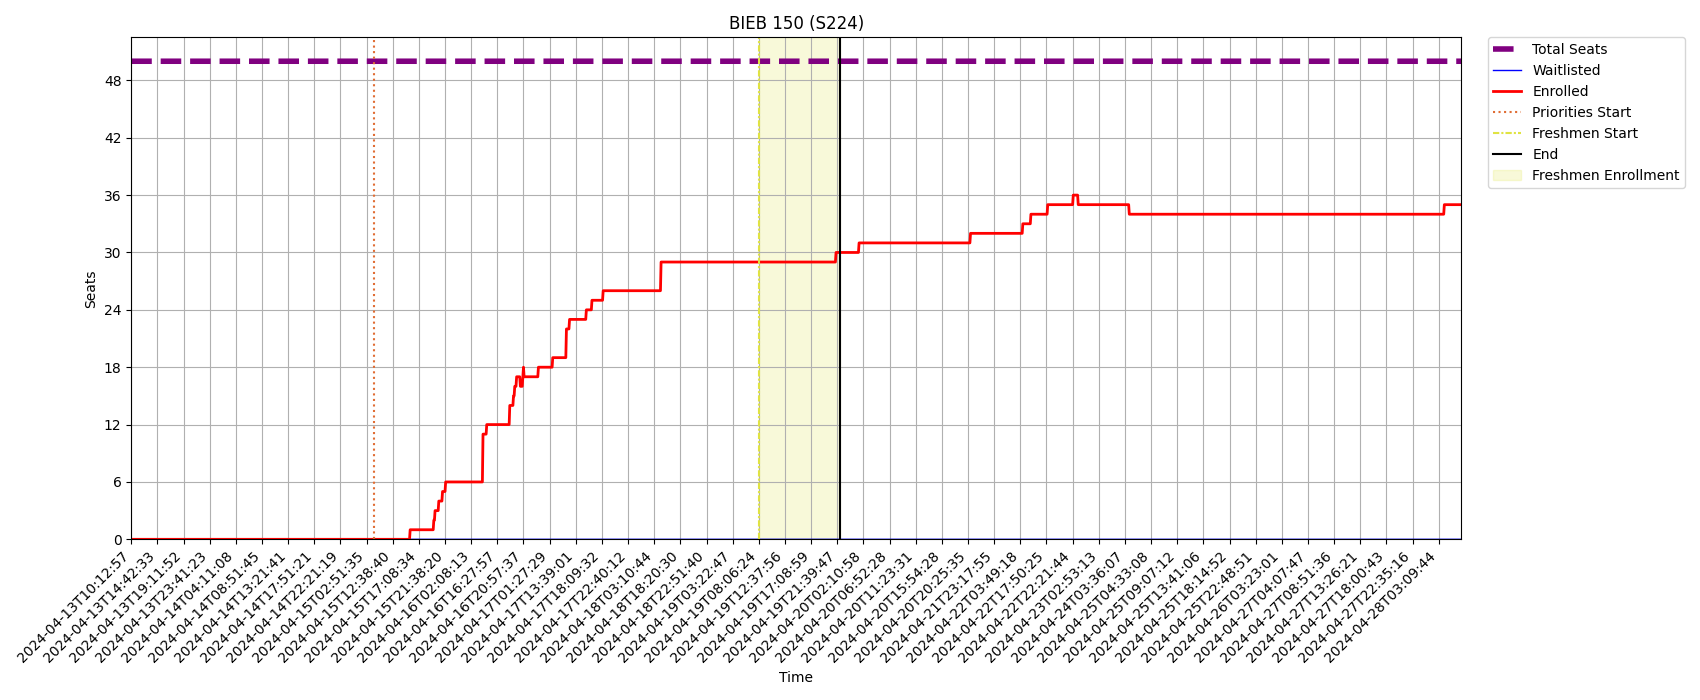 BIEB 150 (S224)
Total Seats
Waitlisted
Enrolled
Priorities Start
Freshmen Start
End
Freshmen Enrollment
Seats
48
42
36
30
24
18
12
6
0
2024-04-13T10:12:57
2024-04-13T14:42:33
2024-04-13T19:11:52
2024-04-13T23:41:23
2024-04-14T04:11:08
2024-04-14T08:51:45
2024-04-14T13:21:41
2024-04-14T17:51:21
2024-04-14T22:21:19
2024-04-15T02:51:35
2024-04-15T12:38:40
2024-04-15T17:08:34
2024-04-15T21:38:20
2024-04-16T02:08:13
2024-04-16T16:27:57
2024-04-16T20:57:37
2024-04-17T01:27:29
2024-04-17T13:39:01
2024-04-17T18:09:32
2024-04-17T22:40:12
2024-04-18T03:10:44
2024-04-18T18:20:30
2024-04-18T22:51:40
2024-04-19T03:22:47
2024-04-19T08:06:24
2024-04-19T12:37:56
2024-04-19T17:08:59
2024-04-19T21:39:47
2024-04-20T02:10:58
2024-04-20T06:52:28
2024-04-20T11:23:31
2024-04-20T15:54:28
2024-04-20T20:25:35
2024-04-21T23:17:55
2024-04-22T03:49:18
2024-04-22T17:50:25
2024-04-22T22:21:44
2024-04-23T02:53:13
2024-04-24T03:36:07
2024-04-25T04:33:08
2024-04-25T09:07:12
2024-04-25T13:41:06
2024-04-25T18:14:52
2024-04-25T22:48:51
2024-04-26T03:23:01
2024-04-27T04:07:47
2024-04-27T08:51:36
2024-04-27T13:26:21
2024-04-27T18:00:43
2024-04-27T22:35:16
2024-04-28T03:09:44
Time